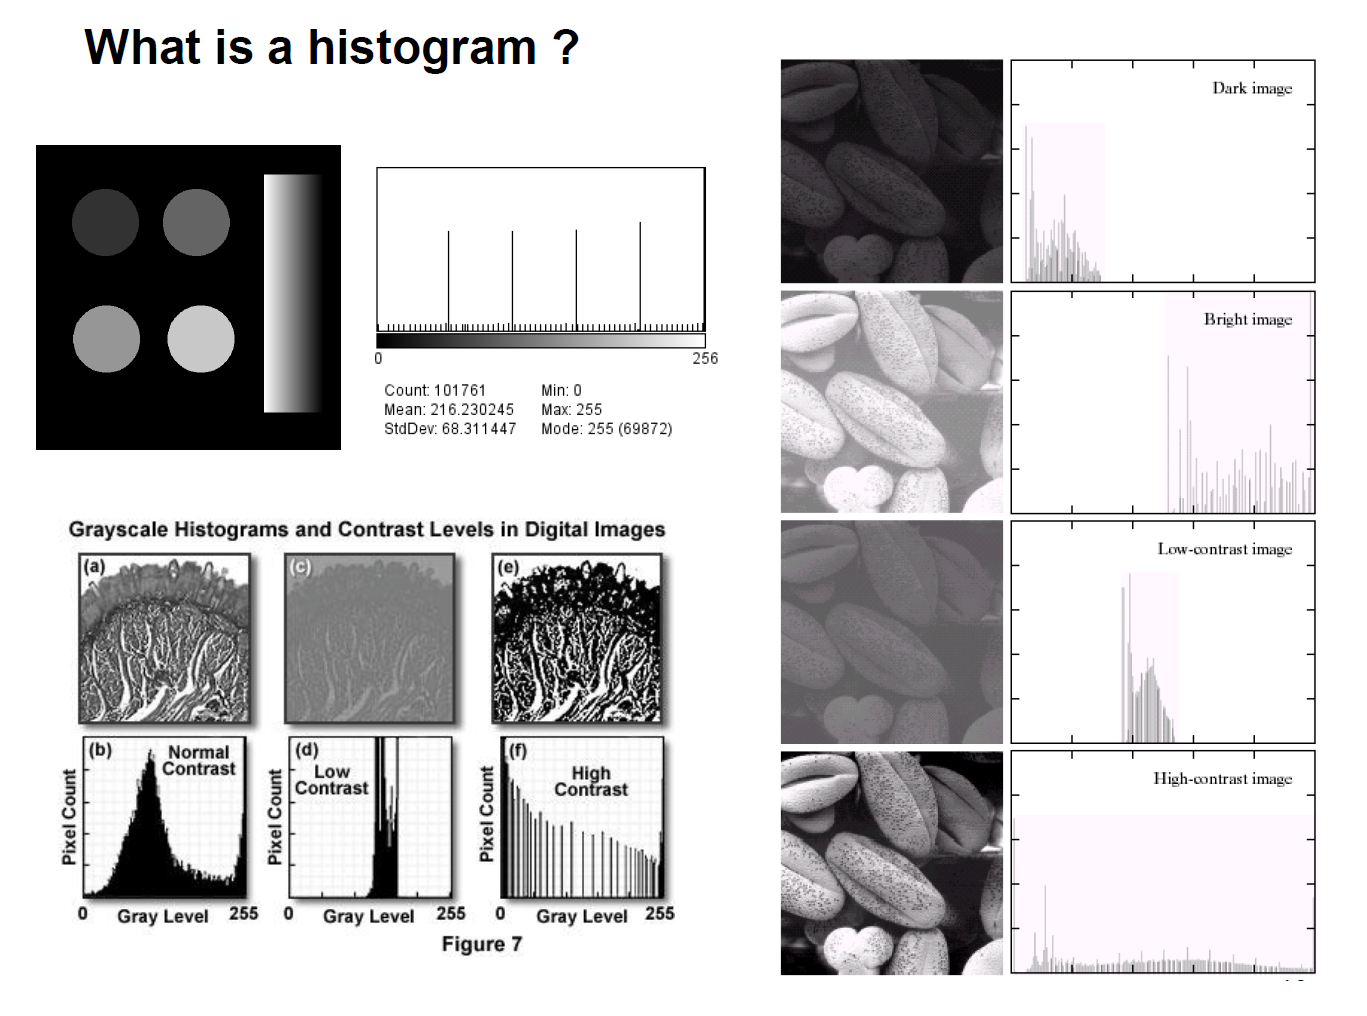 What is a histogram ?
0
256
Count: 101761
Min: 0
Mean: 216.230245
Max: 255
StdDev: 68.311447
Mode: 255 (69872)
Grayscale Histograms and Contrast Levels in Digital Images
(a)
(c)
(e)
(b)
Normal
Contrast
Pixel Count
0
Gray Level
255
(d)
Low
Contrast
Pixel Count
0
Gray Level
255
(f)
High
Contrast
Pixel Count
0
Gray Level
255
Figure 7
Dark image
Bright image
Low-contrast image
High-contrast image